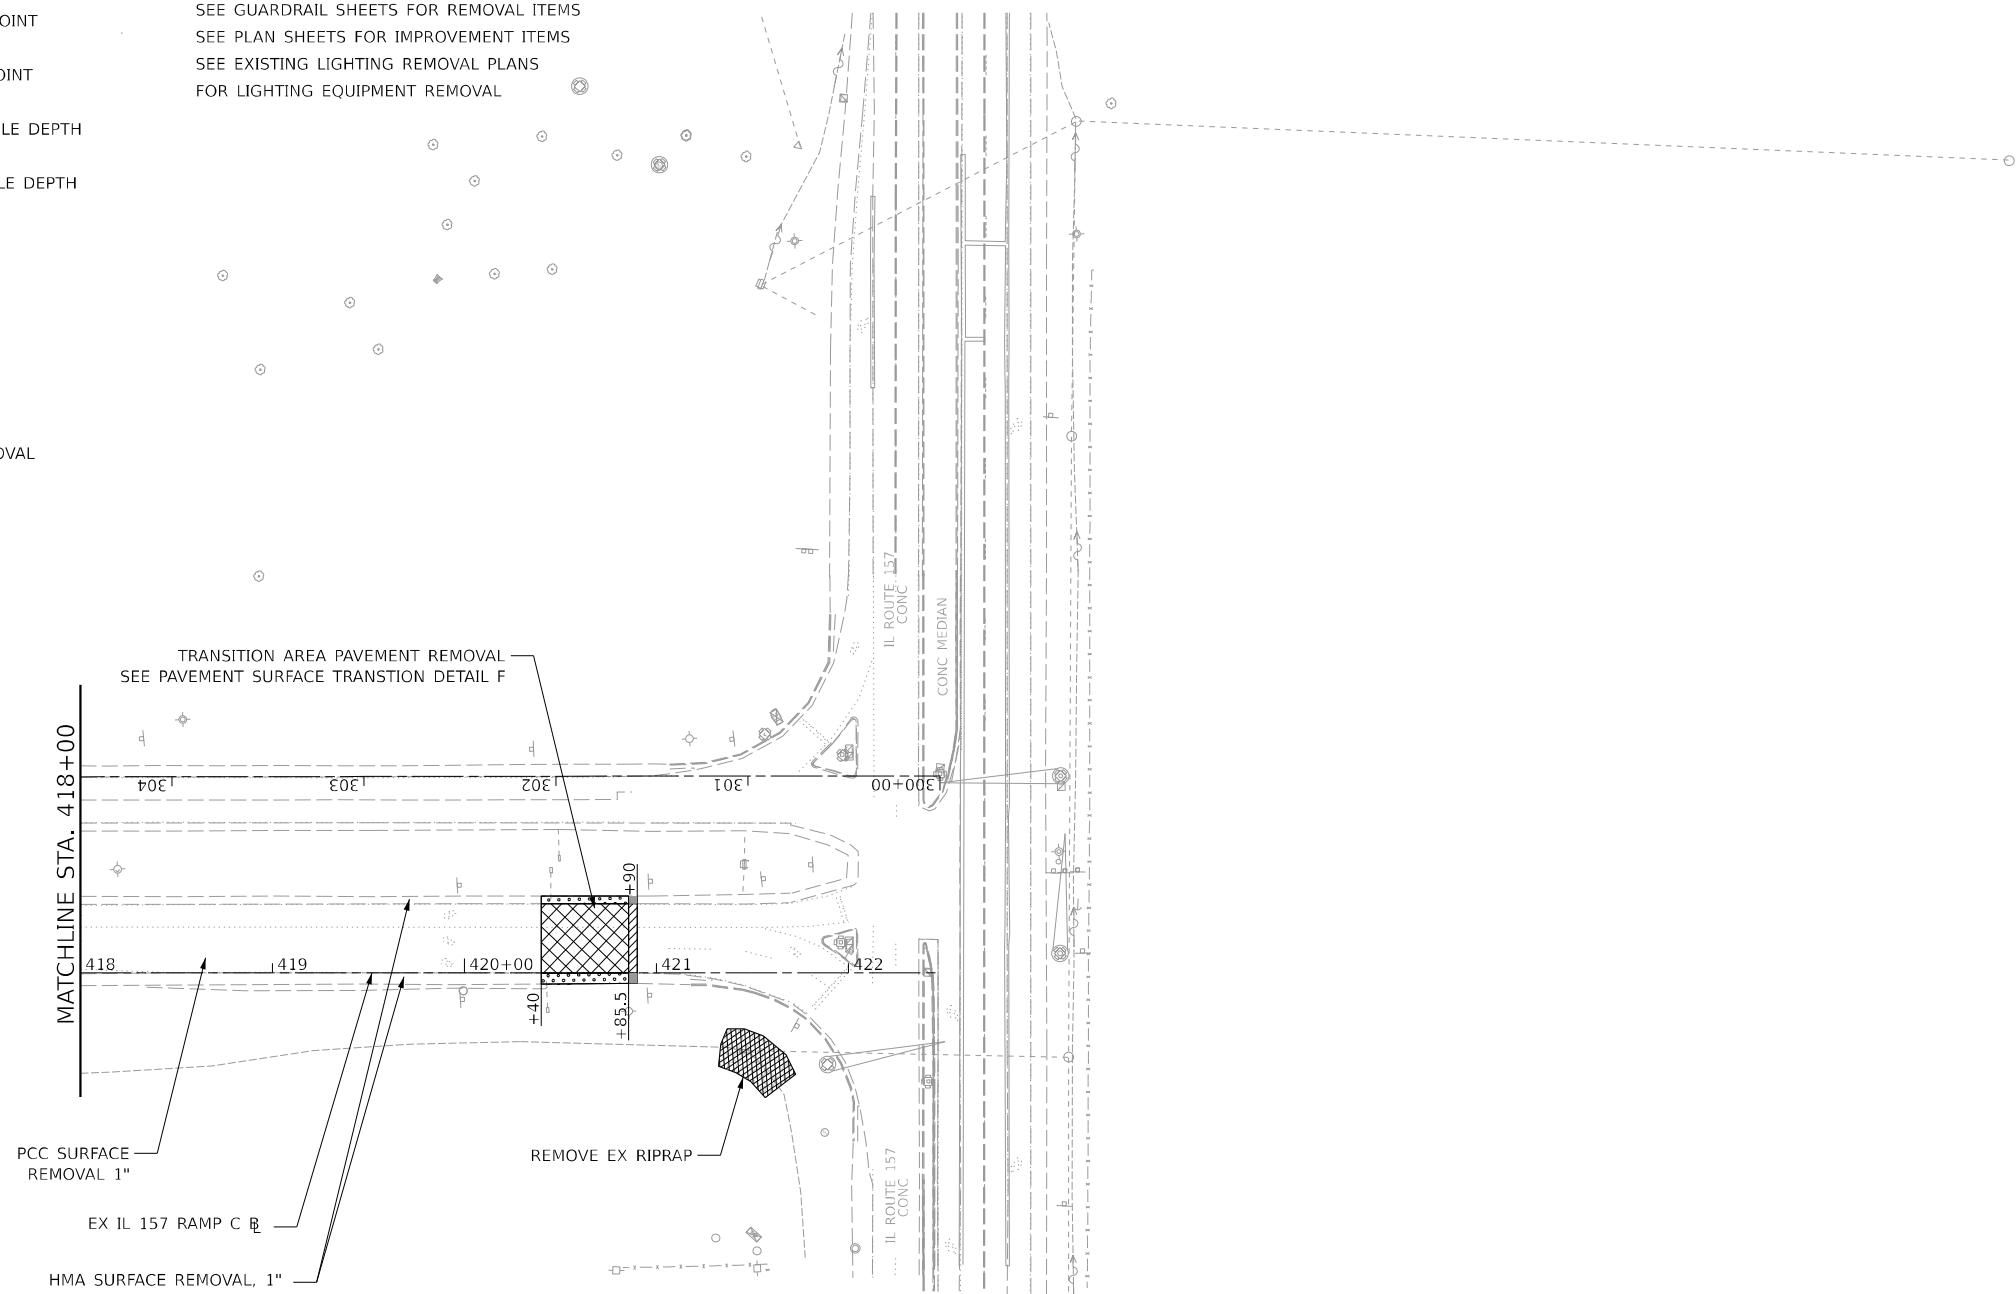 OINT
OINT
LE DEPTH
LE DEPTH
OVAL
SEE GUARDRAIL SHEETS FOR REMOVAL ITEMS
SEE PLAN SHEETS FOR IMPROVEMENT ITEMS
SEE EXISTING LIGHTING REMOVAL PLANS
FOR LIGHTING EQUIPMENT REMOVAL
IL ROUTE 157
CONC
CONC MEDIAN
TRANSITION AREA PAVEMENT REMOVAL
SEE PAVEMENT SURFACE TRANSTION DETAIL F
MATCHLINE STA. 418+00
304
303
302
301
300+00
+90
418
419
420+00
421
422
+40
+85.5
PCC SURFACE
REMOVAL 1"
REMOVE EX RIPRAP
EX IL 157 RAMP C BL
HMA SURFACE REMOVAL, 1"
IL ROUTE 157
CONC